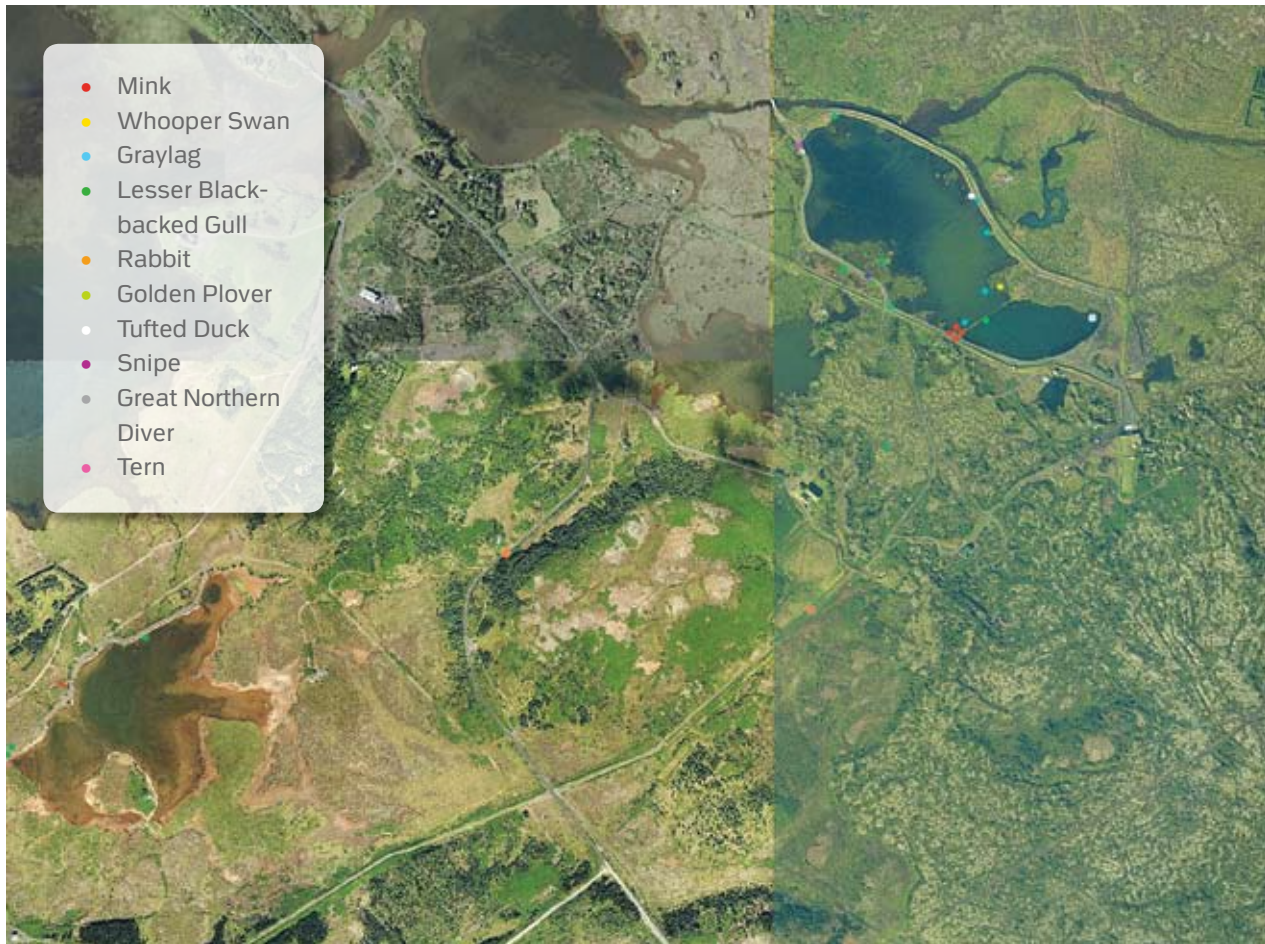 Mink
Whooper Swan
Graylag
Lesser Black-
backed Gull
Rabbit
Golden Plover
Tufted Duck
Snipe
Great Northern
Diver
Tern